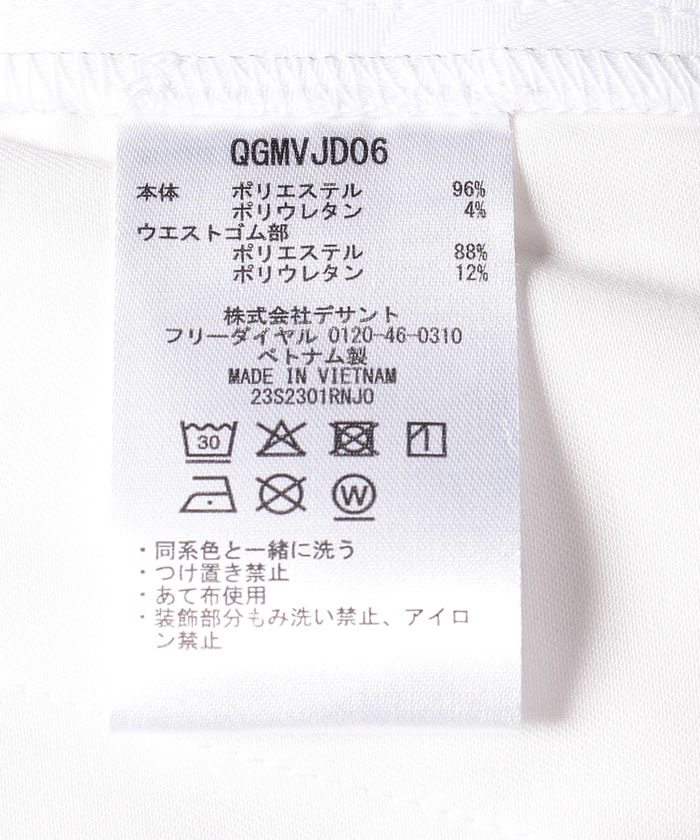 QGMVJD06
本体 ポリエステル 96%
ポリウレタン 4%
ウエストゴム部
ポリエステル 88%
ポリウレタン 12%
株式会社デサント
フリーダイヤル 0120-46-0310
ベトナム製
MADE IN VIETNAM
23S2301RNJO
30
W
・同系色と一緒に洗う
・つけ置き禁止
・あて布使用
・装飾部分もみ洗い禁止、アイロ
ン禁止